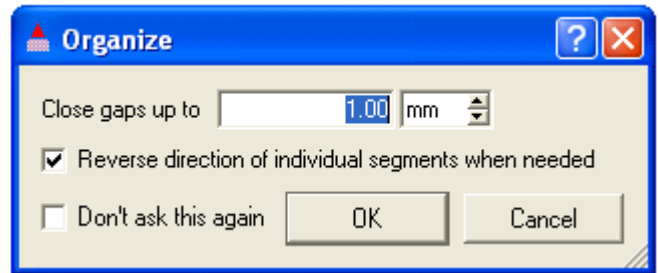 Organize
Close gaps up to 1.00 mm
Reverse direction of individual segments when needed
Don't ask this again OK Cancel